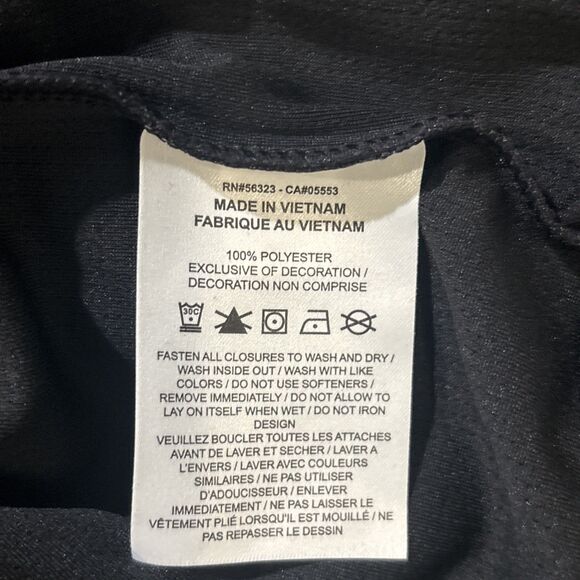 RN#56323 - CA#05553
MADE IN VIETNAM
FABRIQUE AU VIETNAM
100% POLYESTER
EXCLUSIVE OF DECORATION /
DECORATION NON COMPRISE
30C
FASTEN ALL CLOSURES TO WASH AND DRY /
WASH INSIDE OUT / WASH WITH LIKE
COLORS / DO NOT USE SOFTENERS /
REMOVE IMMEDIATELY / DO NOT ALLOW TO
LAY ON ITSELF WHEN WET / DO NOT IRON
DESIGN
VEUILLEZ BOUCLER TOUTES LES ATTACHES
AVANT DE LAVER ET SECHER / LAVER A
L'ENVERS / LAVER AVEC COULEURS
SIMILAIRES / NE PAS UTILISER
D'ADOUCISSEUR / ENLEVER
IMMEDIATEMENT / NE PAS LAISSER LE
VÊTEMENT PLIÉ LORSQU'IL EST MOUILLÉ / NE
PAS REPASSER LE DESSIN